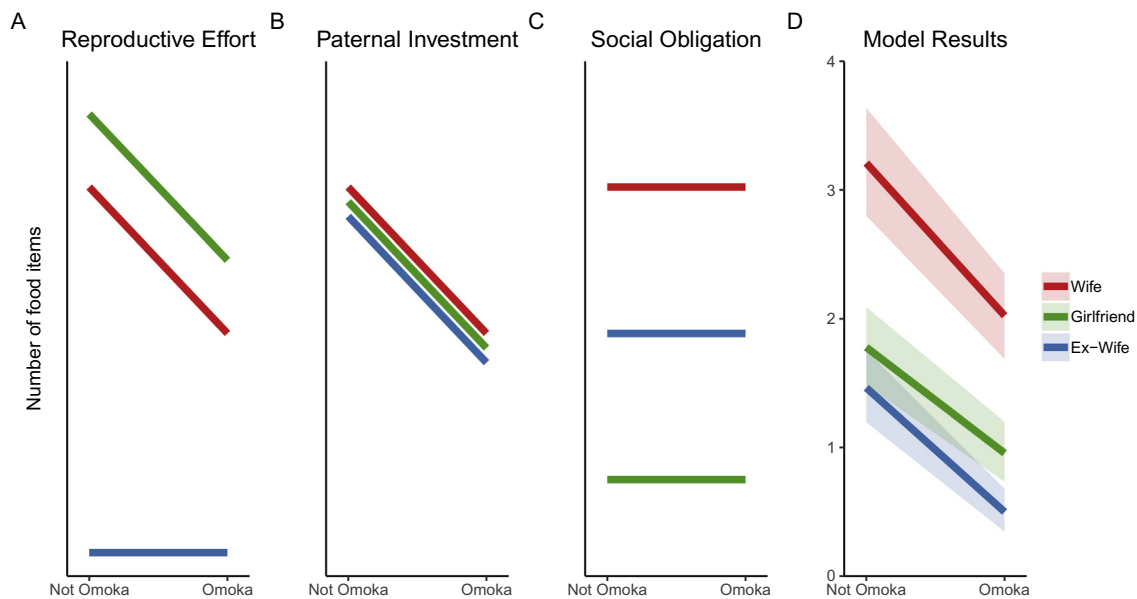 A
Reproductive Effort
B
Paternal Investment
C
Social Obligation
D
Model Results
Number of food items
4
3
2
1
0
Wife
Girlfriend
Ex−Wife
Not Omoka
Omoka
Not Omoka
Omoka
Not Omoka
Omoka
Not Omoka
Omoka